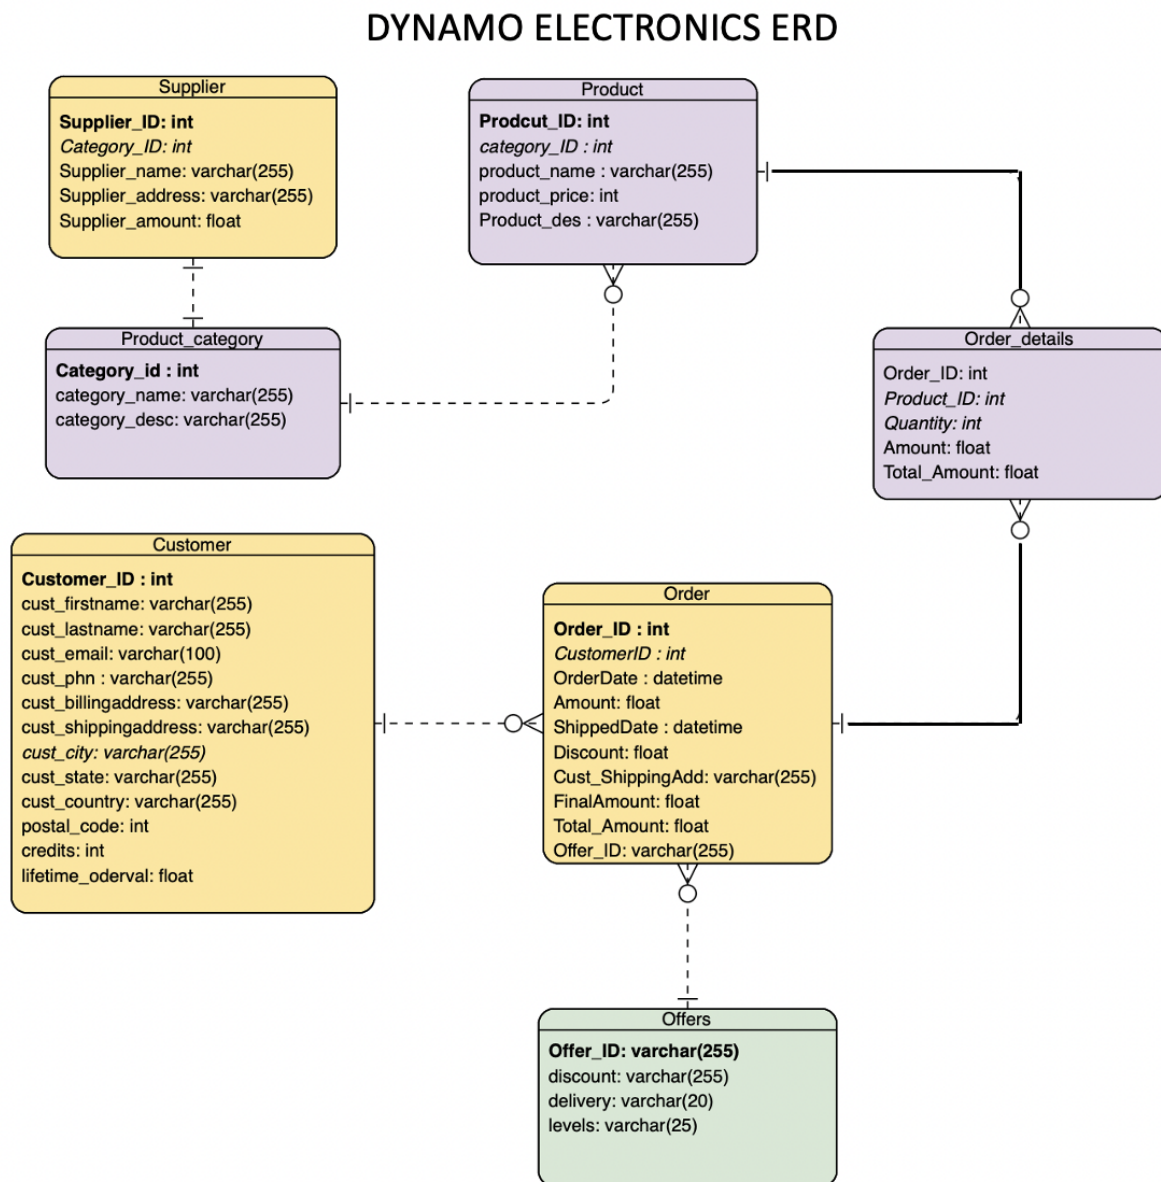 DYNAMO ELECTRONICS ERD
Supplier
Supplier_ID: int
Category_ID: int
Supplier_name: varchar(255)
Supplier_address: varchar(255)
Supplier_amount: float
Product
Prodcut_ID: int
category_ID : int
product_name : varchar(255)
product_price: int
Product_des : varchar(255)
Product_category
Category_id : int
category_name: varchar(255)
category_desc: varchar(255)
Order_details
Order_ID: int
Product_ID: int
Quantity: int
Amount: float
Total_Amount: float
Customer
Customer_ID : int
cust_firstname: varchar(255)
cust_lastname: varchar(255)
cust_email: varchar(100)
cust_phn : varchar(255)
cust_billingaddress: varchar(255)
cust_shippingaddress: varchar(255)
cust_city: varchar(255)
cust_state: varchar(255)
cust_country: varchar(255)
postal_code: int
credits: int
lifetime_oderval: float
Order
Order_ID : int
CustomerID : int
OrderDate : datetime
Amount: float
ShippedDate : datetime
Discount: float
Cust_ShippingAdd: varchar(255)
FinalAmount: float
Total_Amount: float
Offer_ID: varchar(255)
Offers
Offer_ID: varchar(255)
discount: varchar(255)
delivery: varchar(20)
levels: varchar(25)